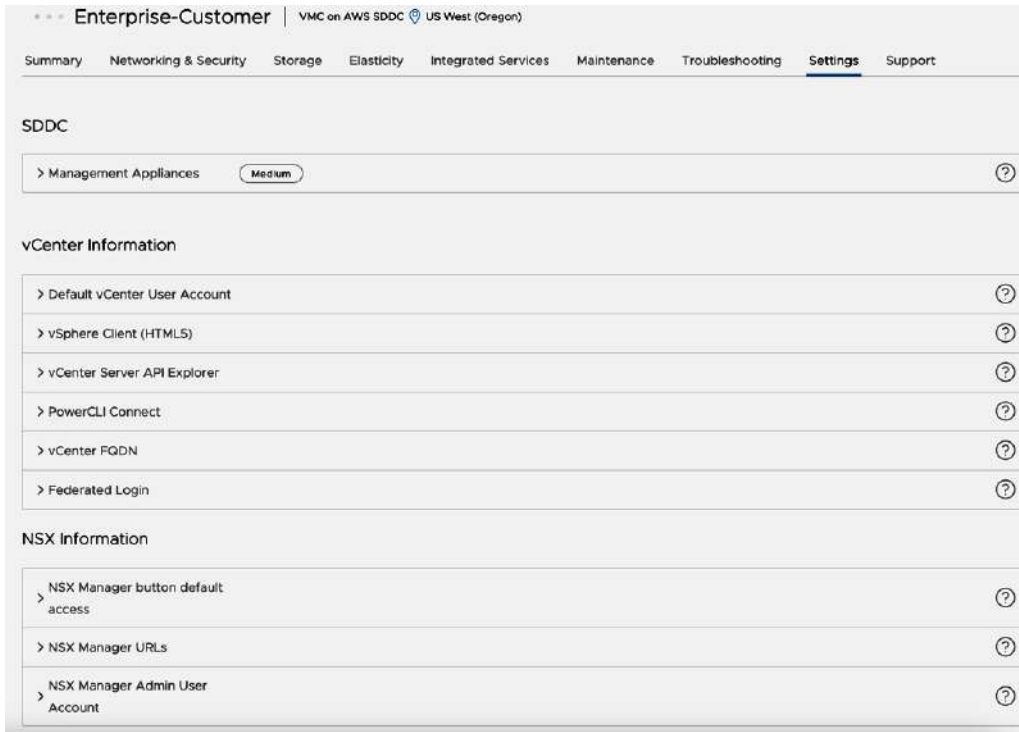 Enterprise-Customer | VMC on AWS SDDC US West (Oregon)
Summary Networking & Security Storage Elasticity Integrated Services Maintenance Troubleshooting Settings Support
SDDC
Management Appliances Medium
vCenter Information
Default vCenter User Account
vSphere Client (HTML5)
vCenter Server API Explorer
PowerCLI Connect
vCenter FQDN
Federated Login
NSX Information
NSX Manager button default
access
NSX Manager URLs
NSX Manager Admin User
Account